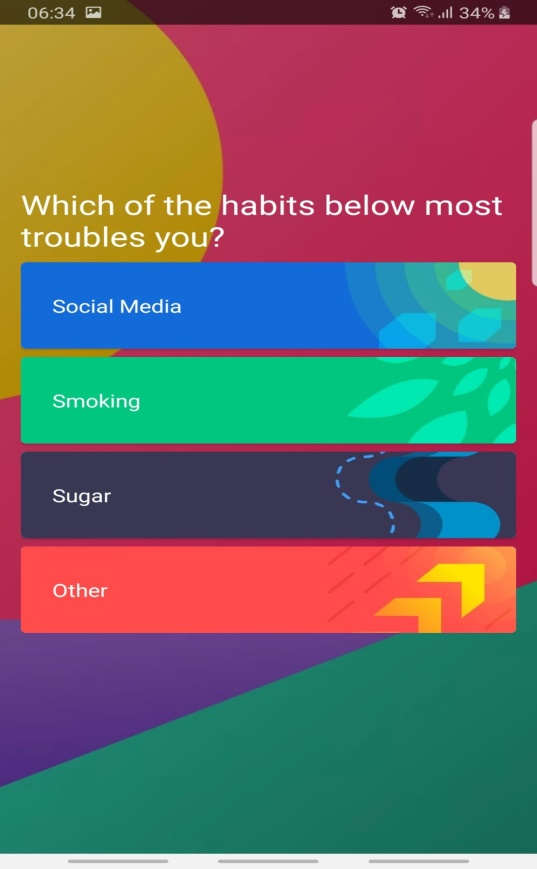 06:34 34%
Which of the habits below most
troubles you?
Social Media
Smoking
Sugar
Other